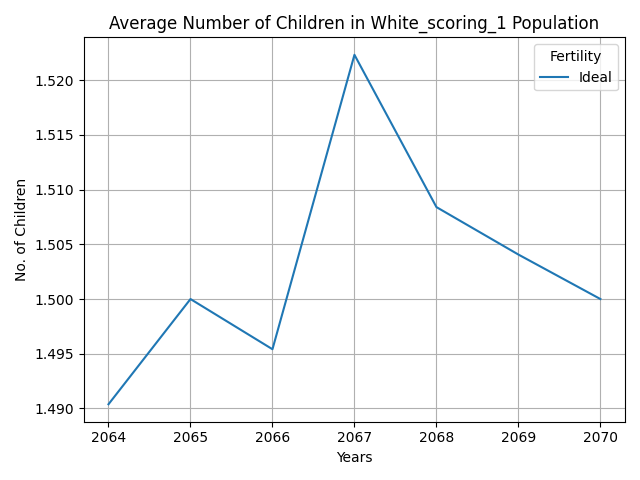 Average Number of Children in White_scoring_1 Population
Fertility
Ideal
1.520
1.515
1.510
1.505
1.500
1.495
1.490
No. of Children
2064 2065 2066 2067 2068 2069 2070
Years